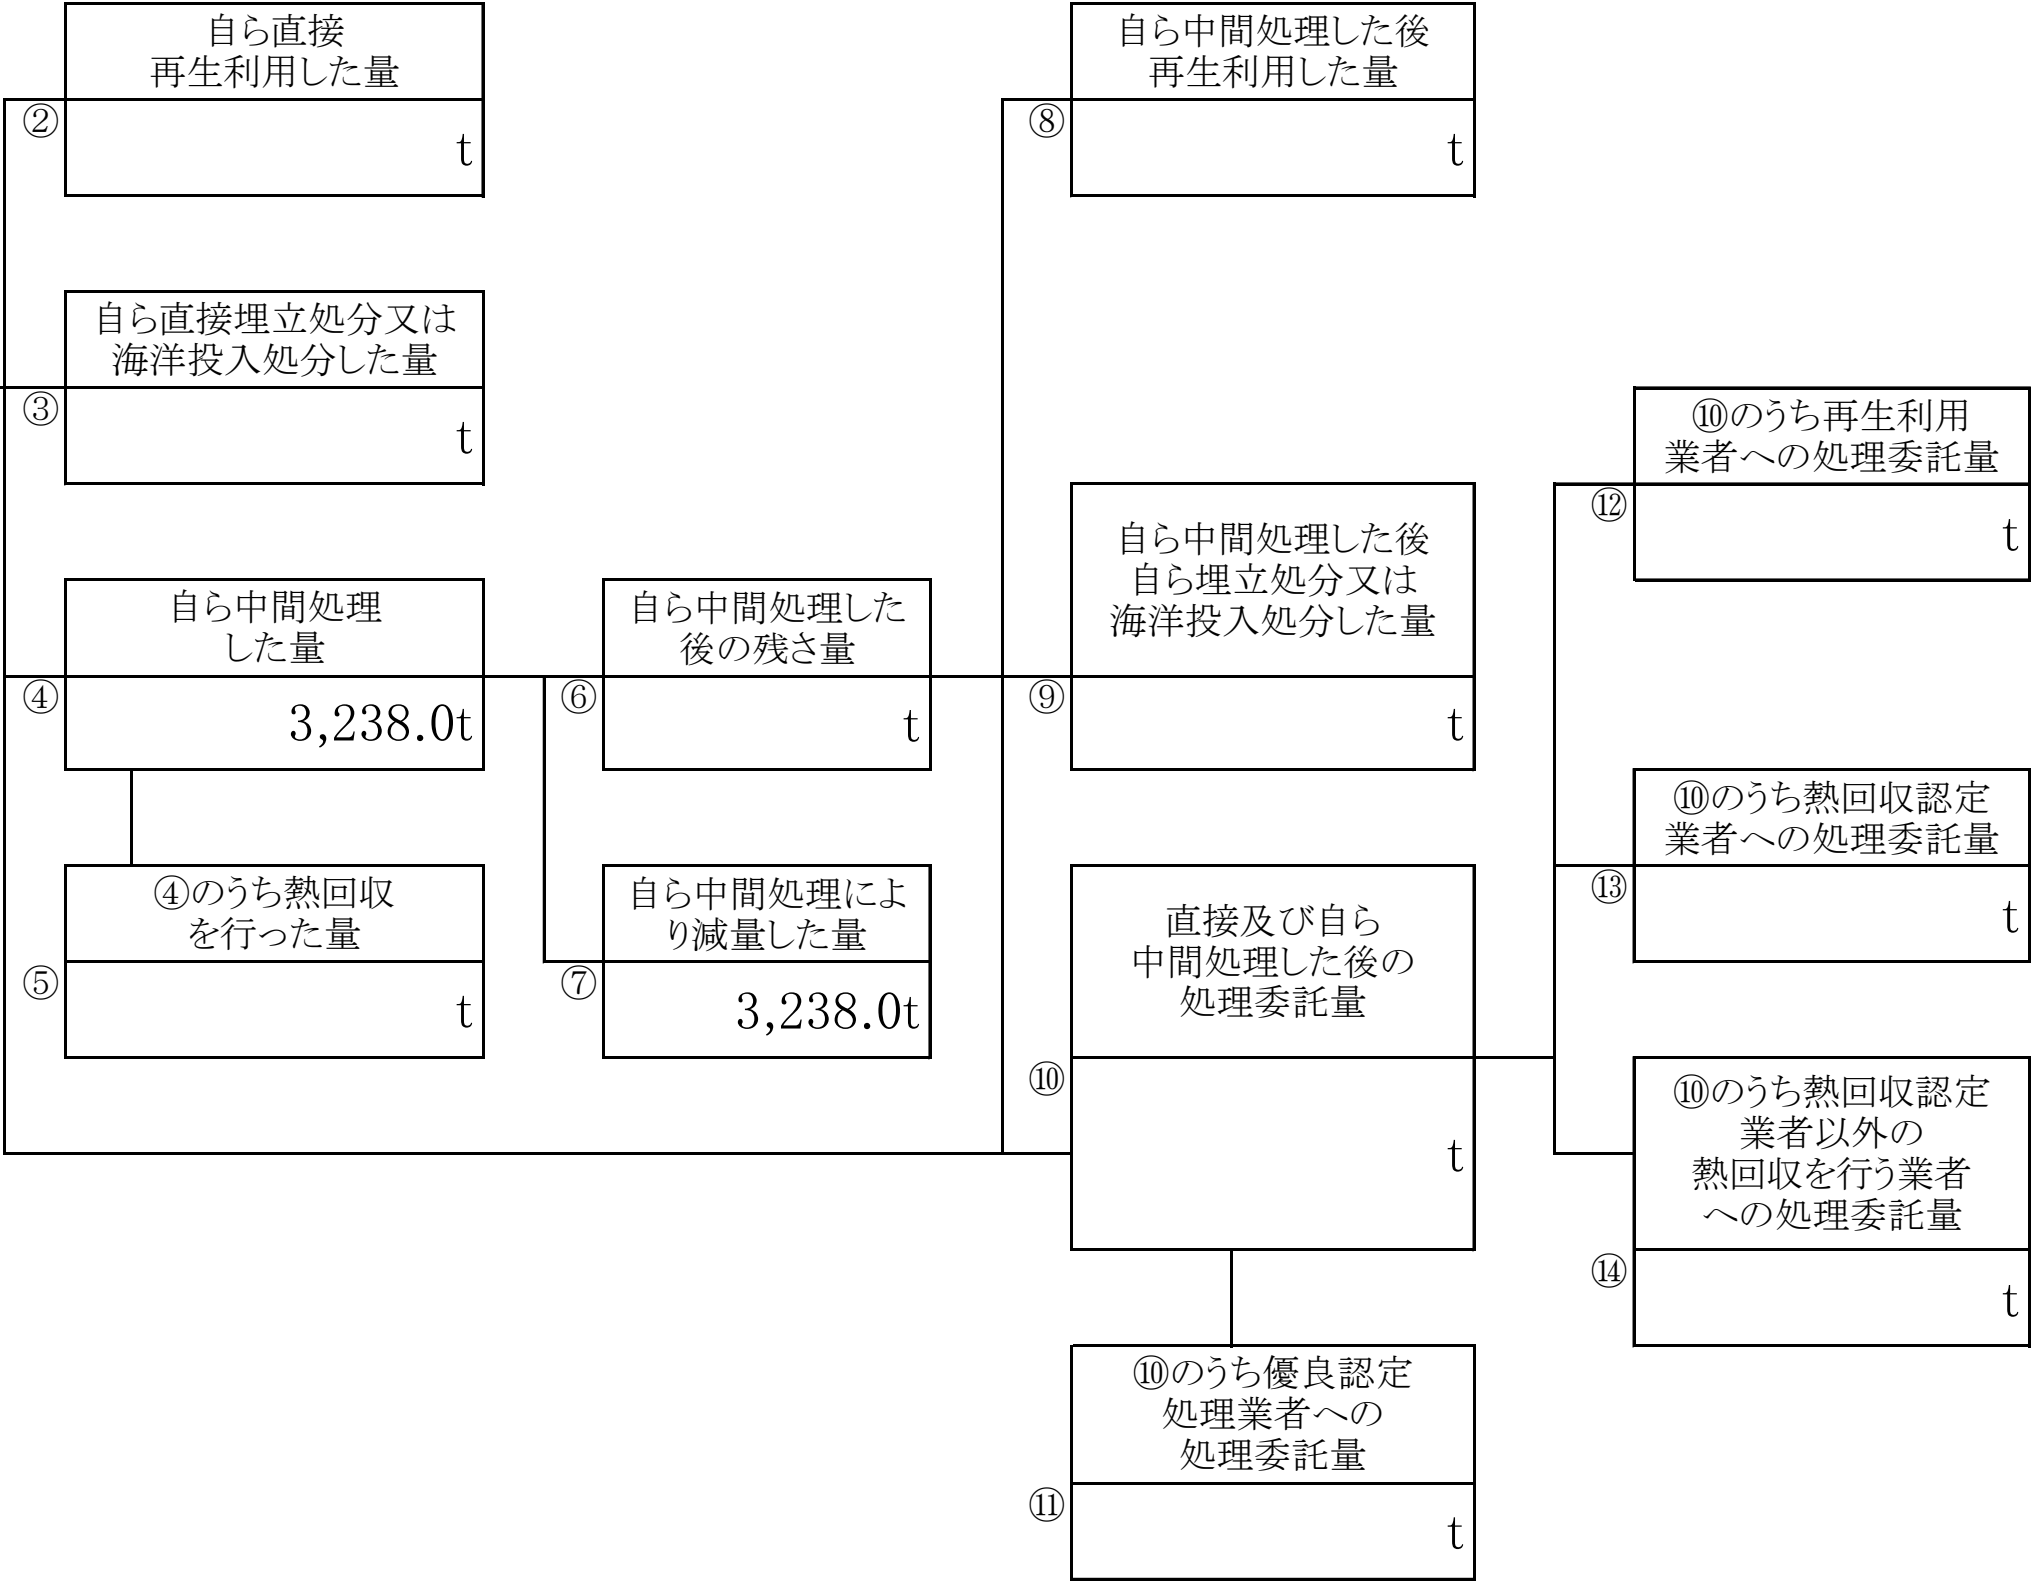 自ら直接
再生利用した量
②
t
自ら中間処理した後
再生利用した量
⑧
t
自ら直接埋立処分又は
海洋投入処分した量
③
t
⑩のうち再生利用
業者への処理委託量
⑫
t
自ら中間処理
した量
④
3,238.0t
自ら中間処理した
後の残さ量
⑥
t
自ら中間処理した後
自ら埋立処分又は
海洋投入処分した量
⑨
t
⑩のうち熱回収認定
業者への処理委託量
⑬
t
④のうち熱回収
を行った量
⑤
t
自ら中間処理によ
り減量した量
⑦
3,238.0t
直接及び自ら
中間処理した後の
処理委託量
⑩
t
⑩のうち熱回収認定
業者以外の
熱回収を行う業者
への処理委託量
⑭
t
⑩のうち優良認定
処理業者への
処理委託量
⑪
t